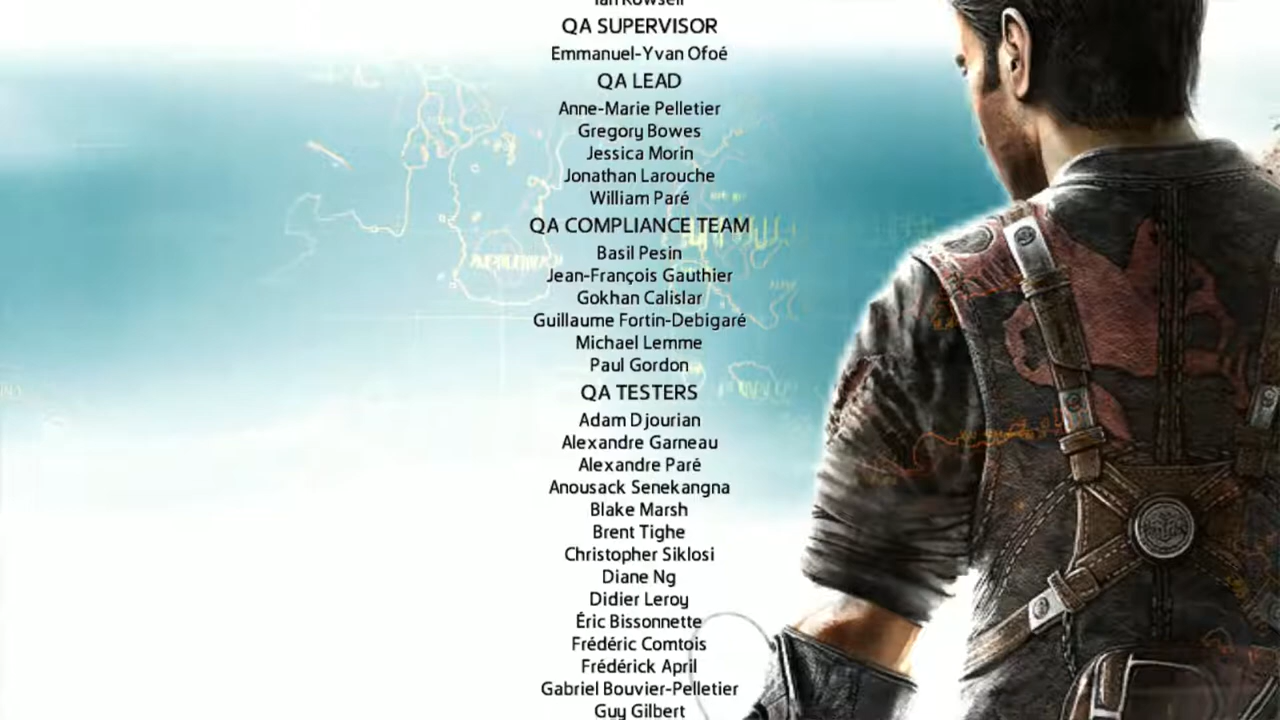 Ian Rowsell
QA SUPERVISOR
Emmanuel-Yvan Ofoé
QA LEAD
Anne-Marie Pelletier
Gregory Bowes
Jessica Morin
Jonathan Larouche
William Paré
QA COMPLIANCE TEAM
Basil Pesin
Jean-François Gauthier
Gokhan Calislar
Guillaume Fortin-Debigaré
Michael Lemme
Paul Gordon
QA TESTERS
Adam Djourian
Alexandre Garneau
Alexandre Paré
Anousack Senekangna
Blake Marsh
Brent Tighe
Christopher Siklosi
Diane Ng
Didier Leroy
Éric Bissonnette
Frédéric Comtois
Frédérick April
Gabriel Bouvier-Pelletier
Guy Gilbert